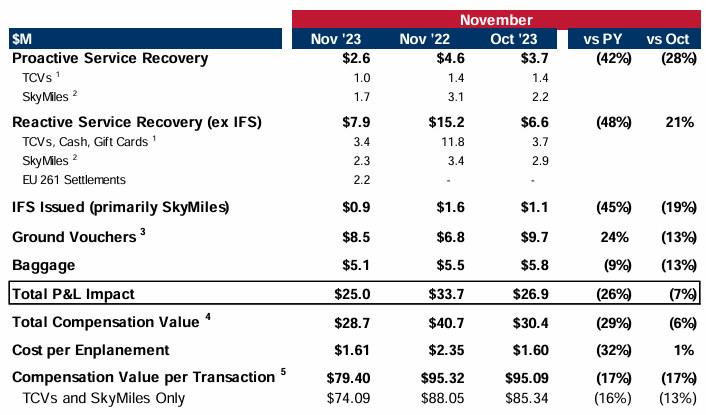 November
$M Nov '23 Nov '22 Oct '23 vs PY vs Oct
Proactive Service Recovery $2.6 $4.6 $3.7 (42%) (28%)
TCVs 1 1.0 1.4 1.4
SkyMiles 2 1.7 3.1 2.2
Reactive Service Recovery (ex IFS) $7.9 $15.2 $6.6 (48%) 21%
TCVs, Cash, Gift Cards 1 3.4 11.8 3.7
SkyMiles 2 2.3 3.4 2.9
EU 261 Settlements 2.2 - -
IFS Issued (primarily SkyMiles) $0.9 $1.6 $1.1 (45%) (19%)
Ground Vouchers 3 $8.5 $6.8 $9.7 24% (13%)
Baggage $5.1 $5.5 $5.8 (9%) (13%)
Total P&L Impact $25.0 $33.7 $26.9 (26%) (7%)
Total Compensation Value 4 $28.7 $40.7 $30.4 (29%) (6%)
Cost per Enplanement $1.61 $2.35 $1.60 (32%) 1%
Compensation Value per Transaction 5 $79.40 $95.32 $95.09 (17%) (17%)
TCVs and SkyMiles Only $74.09 $88.05 $85.34 (16%) (13%)